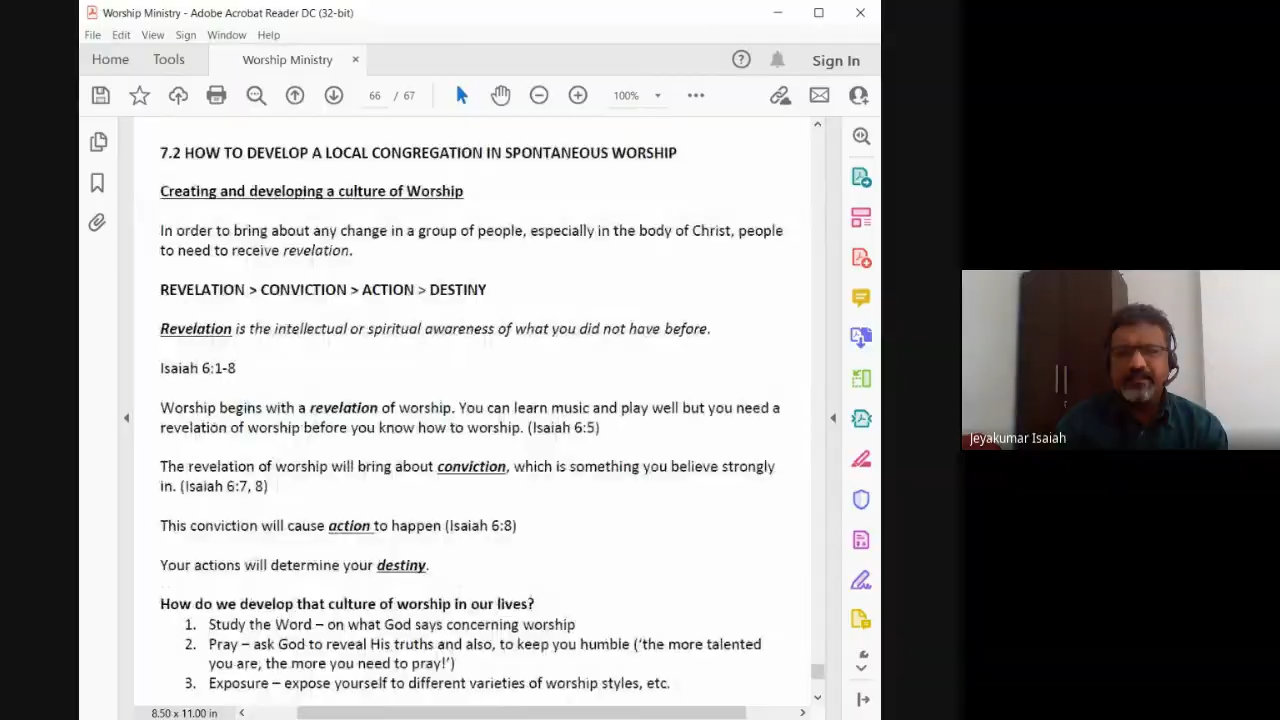 Worship Ministry - Adobe Acrobat Reader DC (32-bit)
File Edit View Sign Window Help
Home Tools Worship Ministry × Sign In
66 / 67 100%
7.2 HOW TO DEVELOP A LOCAL CONGREGATION IN SPONTANEOUS WORSHIP
Creating and developing a culture of Worship
In order to bring about any change in a group of people, especially in the body of Christ, people
to need to receive revelation.
REVELATION > CONVICTION > ACTION > DESTINY
Revelation is the intellectual or spiritual awareness of what you did not have before.
Isaiah 6:1-8
Worship begins with a revelation of worship. You can learn music and play well but you need a
revelation of worship before you know how to worship. (Isaiah 6:5)
The revelation of worship will bring about conviction, which is something you believe strongly
in. (Isaiah 6:7, 8)
This conviction will cause action to happen (Isaiah 6:8)
Your actions will determine your destiny.
How do we develop that culture of worship in our lives?
1. Study the Word – on what God says concerning worship
2. Pray – ask God to reveal His truths and also, to keep you humble (‘the more talented
you are, the more you need to pray!’)
3. Exposure – expose yourself to different varieties of worship styles, etc.
8.50 x 11.00 in
Jeyakumar Isaiah